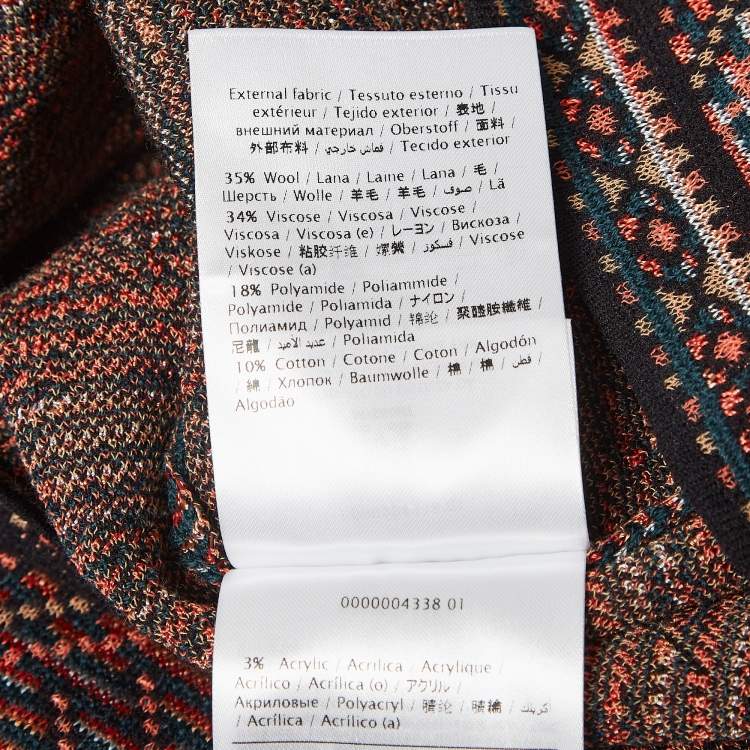 External fabric / Tessuto esterno / Tissu
extérieur / Tejido exterior / 表地 /
внешний материал / Oberstoff / 面料 /
外部布料 / قماش خارجي / Tecido exterior
35% Wool / Lana / Laine / Lana / 毛 /
Шерсть / Wolle / 羊毛 / 羊毛 / صوف / Lã
34% Viscose / Viscosa / Viscose /
Viscosa / Viscosa (e) / レーヨン / Вискоза /
Viskose / 粘胶纤维 / 嫘縈 / فسكوز / Viscose
/ Viscose (a)
18% Polyamide / Poliammide /
Polyamide / Poliamida / ナイロン /
Полиамид / Polyamid / 锦纶 / 聚醯胺纖維 /
尼龍 / عديد الأميد / Poliamida
10% Cotton / Cotone / Coton / Algodón
/ 綿 / Хлопок / Baumwolle / 棉 / 棉 / قطن /
Algodão
0000004338 01
3% Acrylic / Acrilica / Acrylique /
Acrílico / Acrílica (o) / アクリル /
Акриловые / Polyacryl / 腈纶 / 腈綸 / أكريليك
/ Acrílica / Acrílico (a)